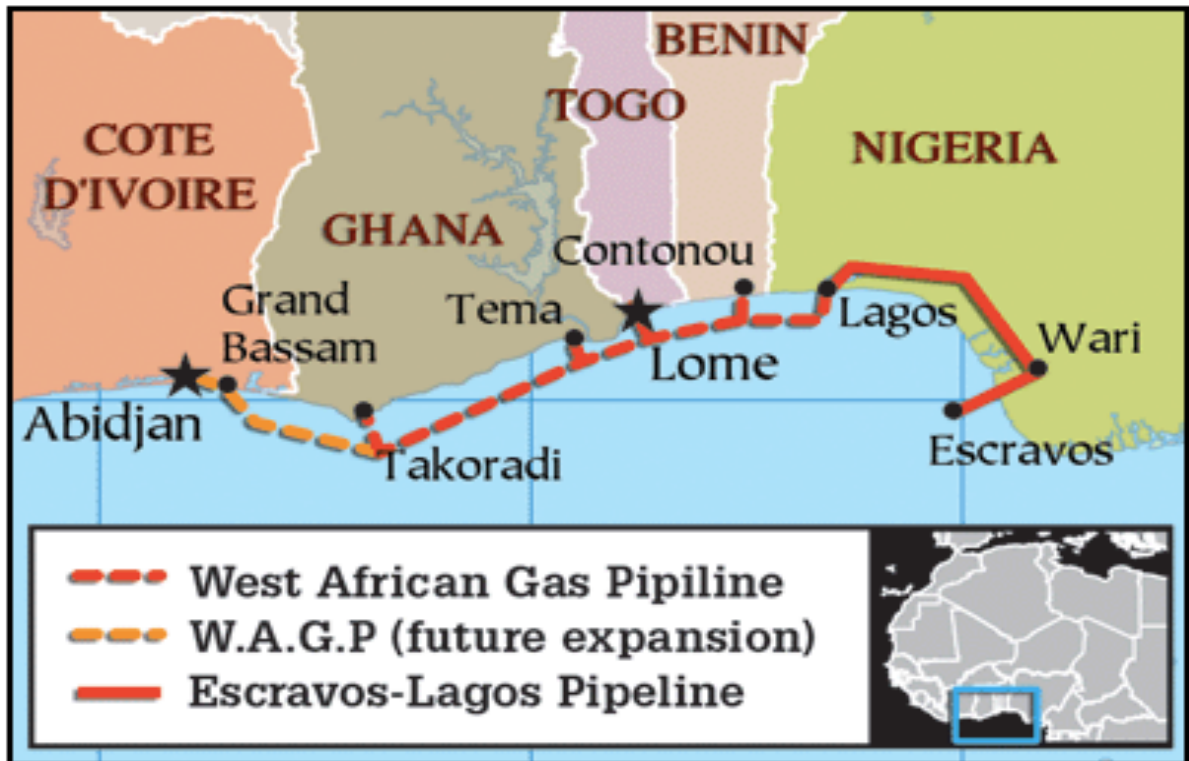 BENIN
TOGO
COTE
D'IVOIRE
NIGERIA
GHANA
Contonou
Grand
Bassam
Tema
Lagos
Wari
Lome
Abidjan
Takoradi
Escravos
West African Gas Pipiline
W.A.G.P (future expansion)
Escravos-Lagos Pipeline